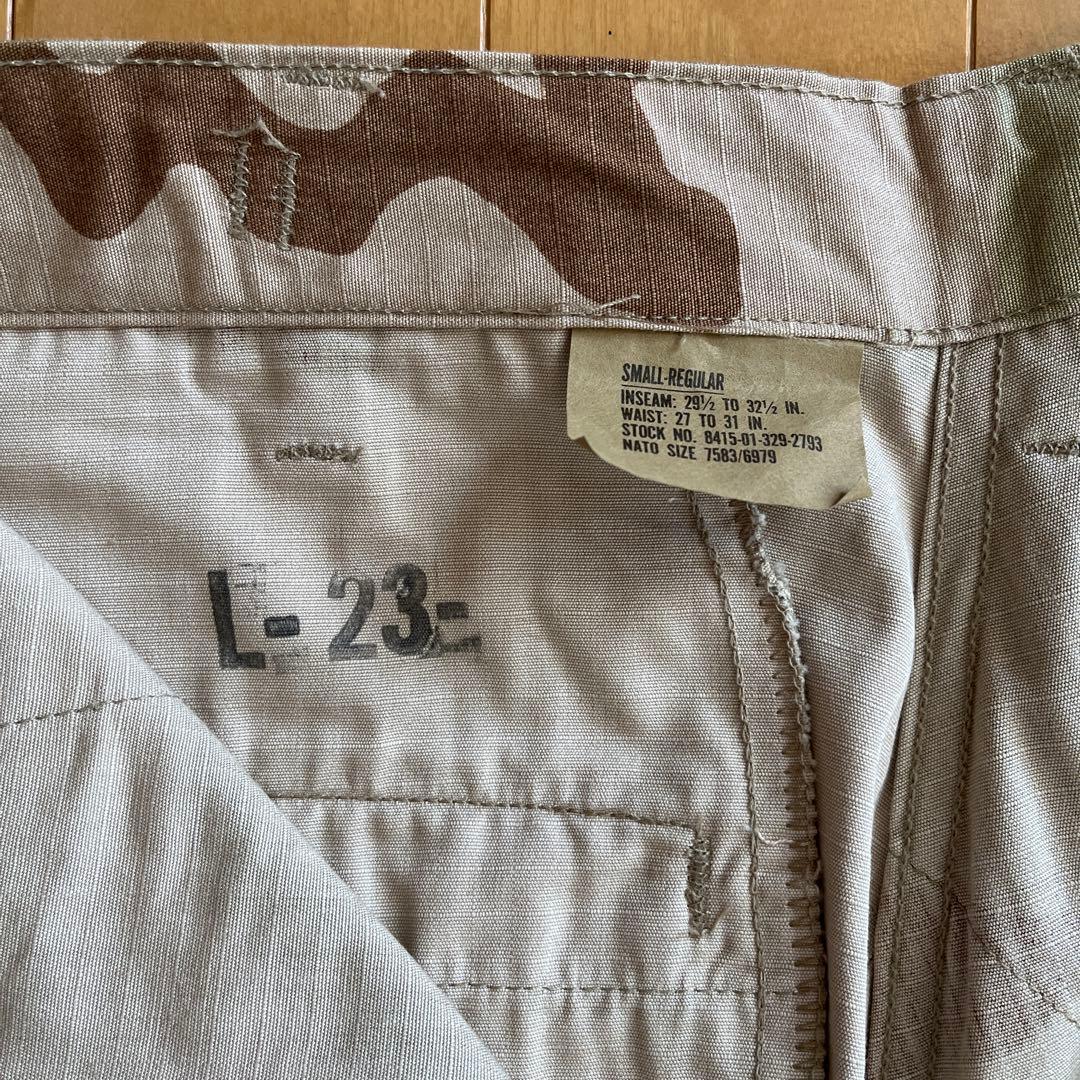 SMALL-REGULAR
INSEAM: 29½ TO 32½ IN.
WAIST: 27 TO 31 IN.
STOCK NO. 8415-01-329-2793
NATO SIZE 7583/6979
L-23-